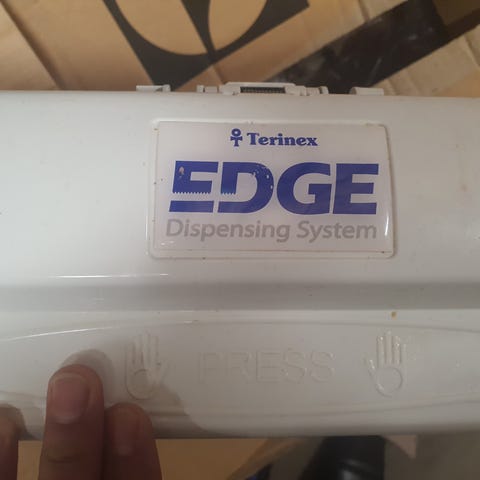 Terinex
EDGE
Dispensing System
PRESS